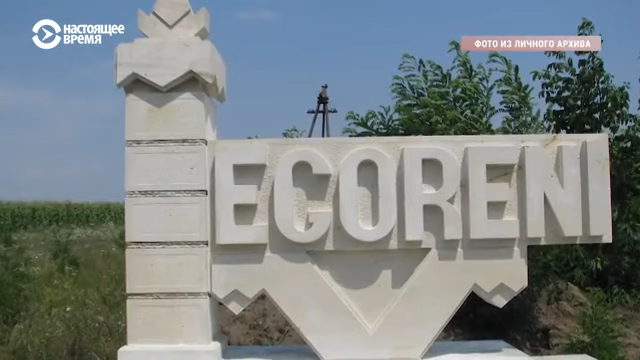 НАСТОЯЩЕЕ
ВРЕМЯ
ФОТО ИЗ ЛИЧНОГО АРХИВА
EGORENI